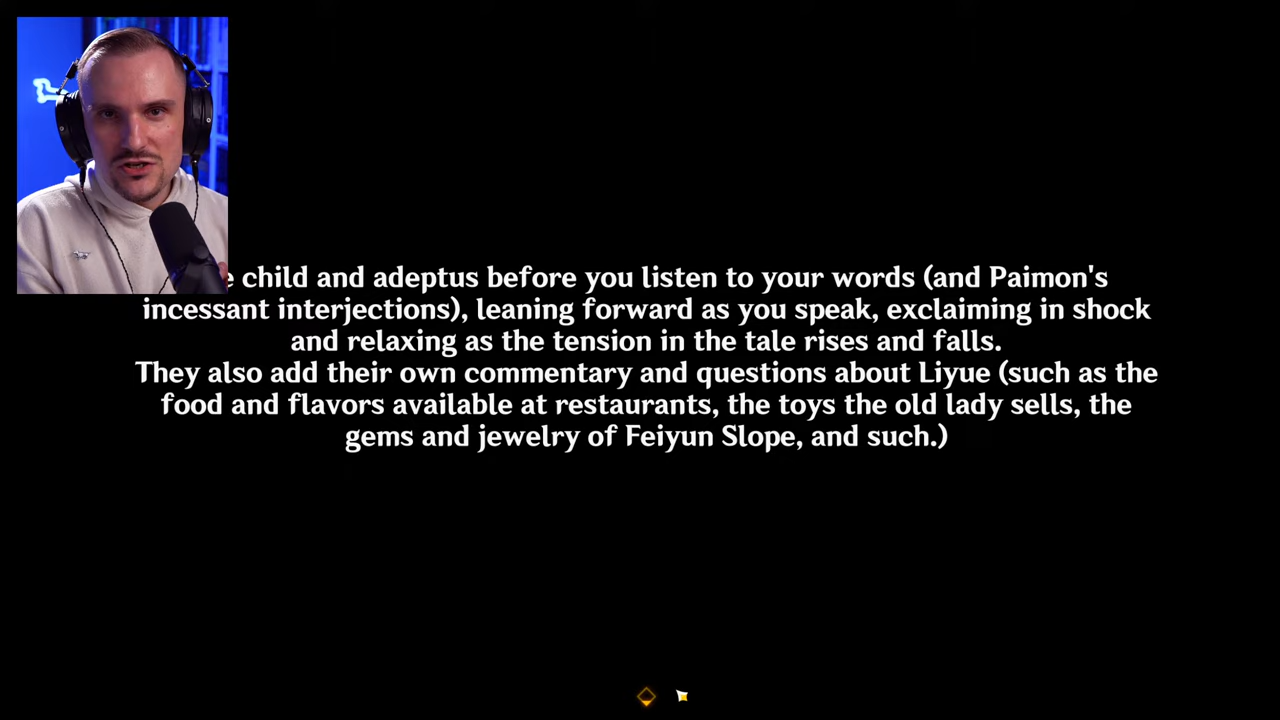 child and adeptus before you listen to your words (and Paimon's
incessant interjections), leaning forward as you speak, exclaiming in shock
and relaxing as the tension in the tale rises and falls.
They also add their own commentary and questions about Liyue (such as the
food and flavors available at restaurants, the toys the old lady sells, the
gems and jewelry of Feiyun Slope, and such.)